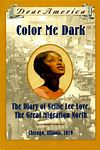 Dear America
Color Me Dark
The Diary of Nellie Lee Love,
The Great Migration North
Chicago, Illinois, 1919